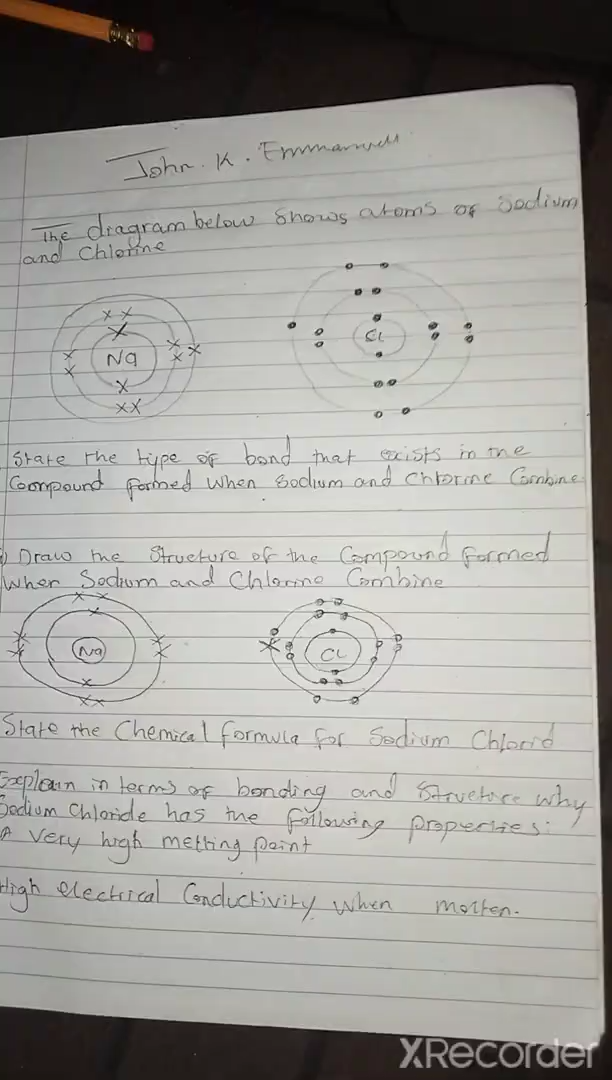 John. K. Emmanuel
The diagram below shows atoms of Sodium
and Chlorine
Na
Cl
State the type of bond that exists in the
Compound formed when sodium and chlorine Combine
) Draw the Structure of the Compound formed
when Sodium and Chlorine Combine
Na
CL
State the Chemical formula for Sodium Chlorid
Explain in terms of bonding and Structure why
Sodium Chloride has the following properties:
A very high melting point
High electrical Conductivity when molten.
XRecorder